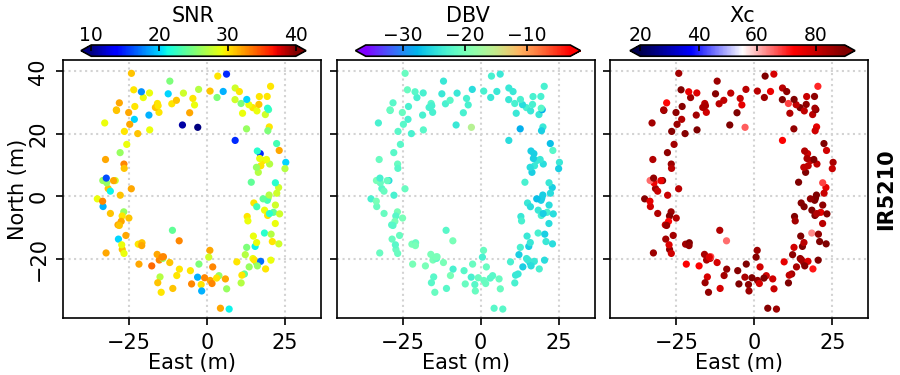 SNR DBV Xc
10 20 30 40 −30 −20 −10 20 40 60 80
40
20
0
−20
North (m)
−25 0 25 −25 0 25 −25 0 25
East (m) East (m) East (m)
IR5210